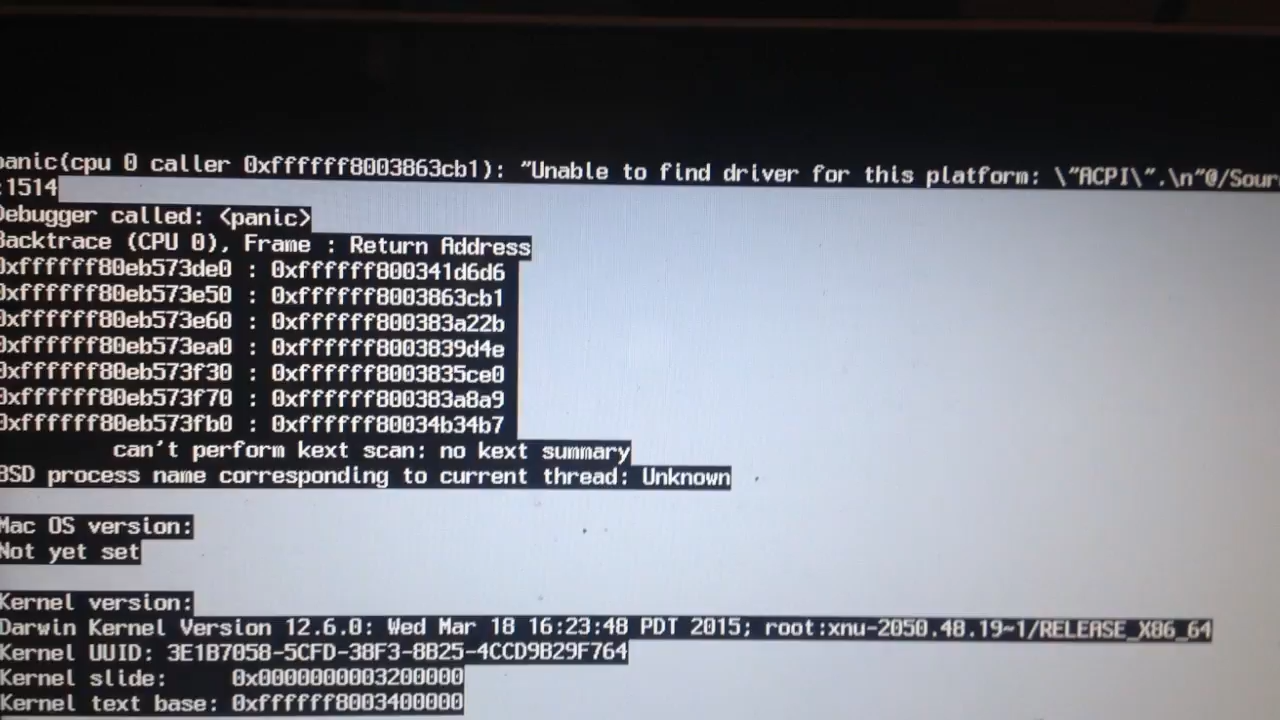 panic(cpu 0 caller 0xffffff8003863cb1): "Unable to find driver for this platform: \"ACPI\".\n"@/Sour
:1514
Debugger called: <panic>
Backtrace (CPU 0), Frame : Return Address
0xffffff80eb573de0 : 0xffffff800341d6d6
0xffffff80eb573e50 : 0xffffff8003863cb1
0xffffff80eb573e60 : 0xffffff800383a22b
0xffffff80eb573ea0 : 0xffffff8003839d4e
0xffffff80eb573f30 : 0xffffff8003835ce0
0xffffff80eb573f70 : 0xffffff800383a8a9
0xffffff80eb573fb0 : 0xffffff80034b34b7
can't perform kext scan: no kext summary
BSD process name corresponding to current thread: Unknown
Mac OS version:
Not yet set
Kernel version:
Darwin Kernel Version 12.6.0: Wed Mar 18 16:23:48 PDT 2015; root:xnu-2050.48.19~1/RELEASE_X86_64
Kernel UUID: 3E1B7058-5CFD-38F3-8B25-4CCD9B29F764
Kernel slide: 0x0000000003200000
Kernel text base: 0xffffff8003400000